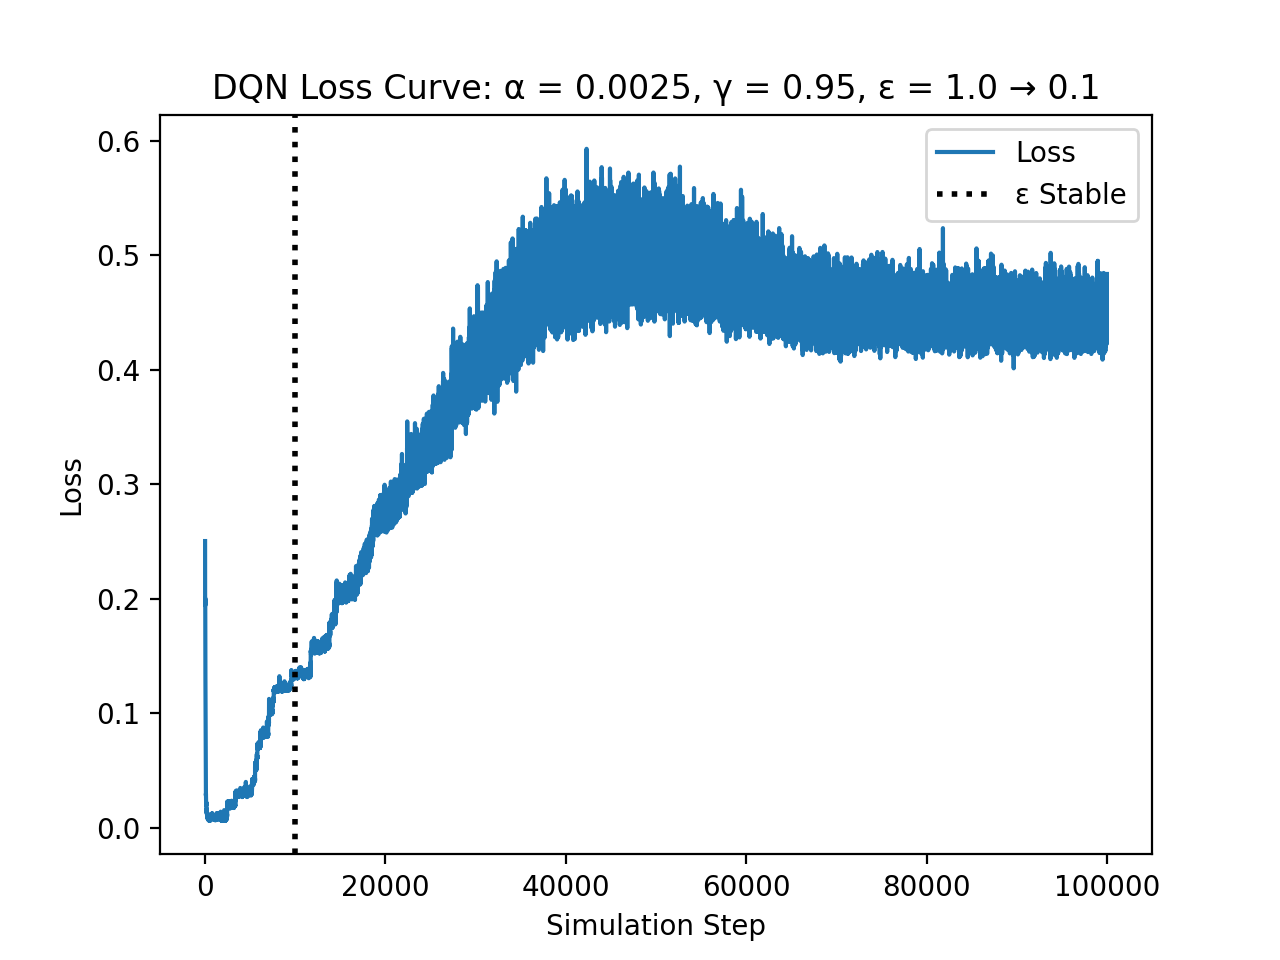 DQN Loss Curve: α = 0.0025, γ = 0.95, ε = 1.0 → 0.1
Loss
ε Stable
0.6
0.5
0.4
0.3
0.2
0.1
0.0
Loss
0
20000
40000
60000
80000
100000
Simulation Step